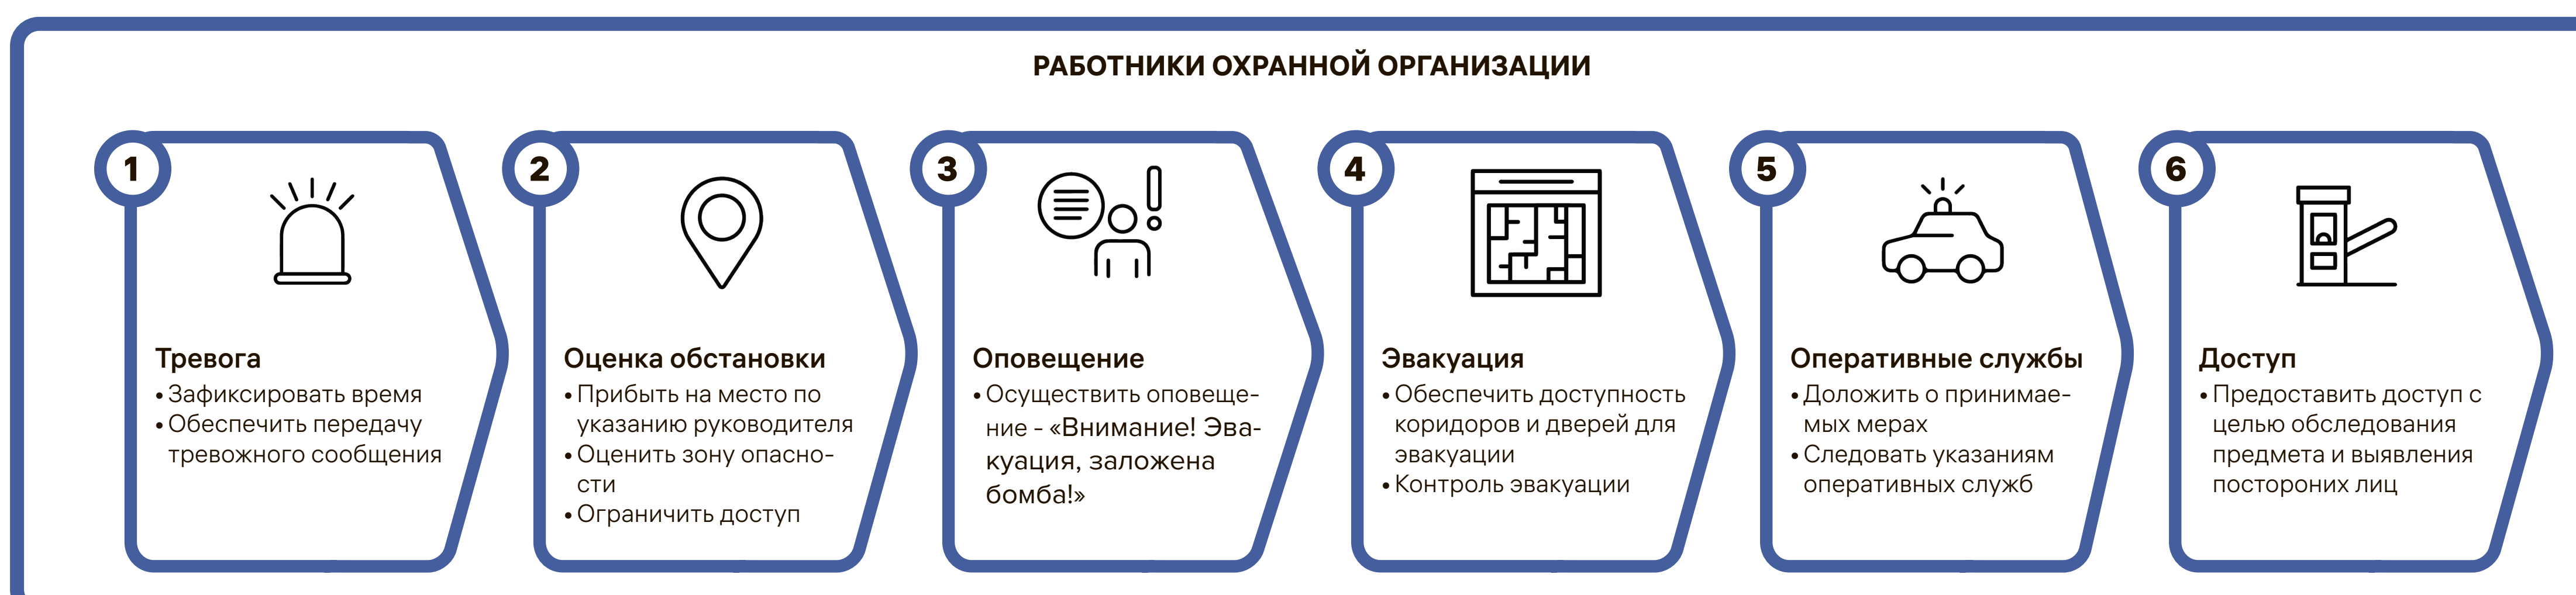 РАБОТНИКИ ОХРАННОЙ ОРГАНИЗАЦИИ
1
Тревога
• Зафиксировать время
• Обеспечить передачу
тревожного сообщения
2
Оценка обстановки
• Прибыть на место по
указанию руководителя
• Оценить зону опасно-
сти
• Ограничить доступ
3
Оповещение
• Осуществить оповеще-
ние - «Внимание! Эва-
куация, заложена
бомба!»
4
Эвакуация
• Обеспечить доступность
коридоров и дверей для
эвакуации
• Контроль эвакуации
5
Оперативные службы
• Доложить о принимае-
мых мерах
• Следовать указаниям
оперативных служб
6
Доступ
• Предоставить доступ с
целью обследования
предмета и выявления
постороних лиц